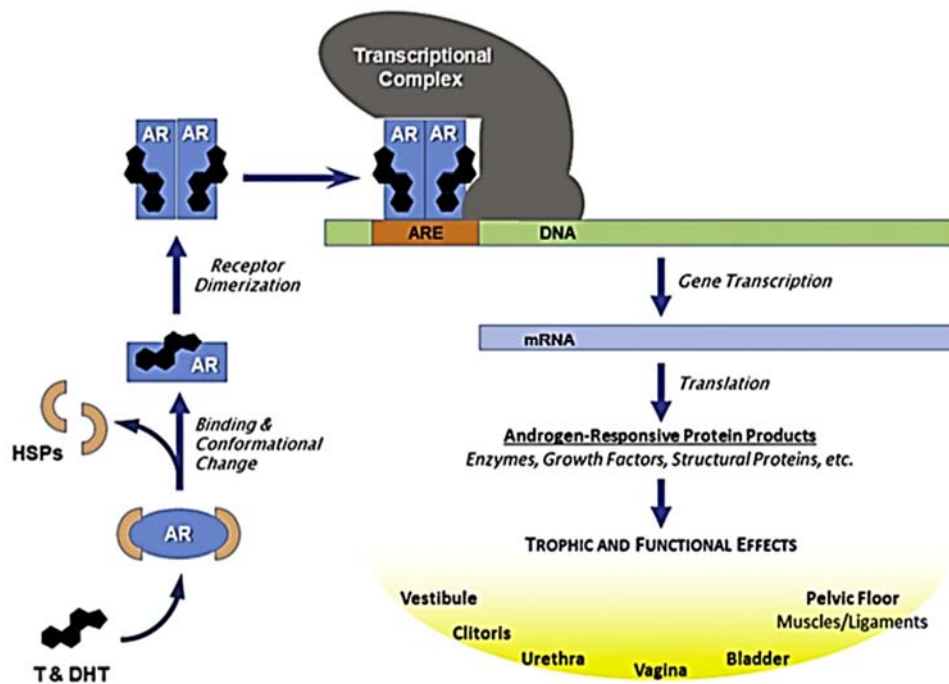 Transcriptional
Complex
AR AR
AR AR
ARE
DNA
Receptor
Dimerization
Gene Transcription
mRNA
AR
Translation
HSPs
Binding &
Conformational
Change
Androgen-Responsive Protein Products
Enzymes, Growth Factors, Structural Proteins, etc.
AR
TROPHIC AND FUNCTIONAL EFFECTS
T & DHT
Vestibule
Clitoris
Urethra
Vagina
Bladder
Pelvic Floor
Muscles/Ligaments